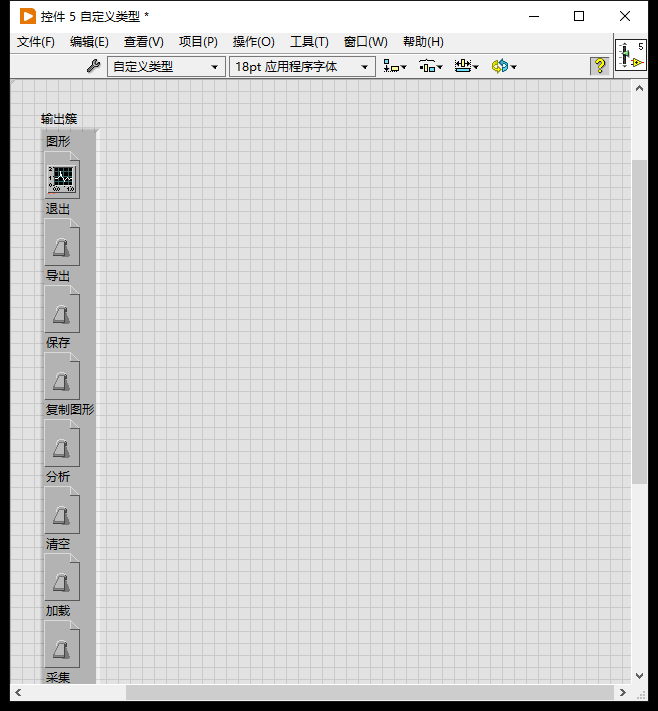 控件 5 自定义类型 *
文件(F) 编辑(E) 查看(V) 项目(P) 操作(O) 工具(T) 窗口(W) 帮助(H)
自定义类型 18pt 应用程序字体 ?
5
输出簇
图形
退出
导出
保存
复制图形
分析
清空
加载
采集